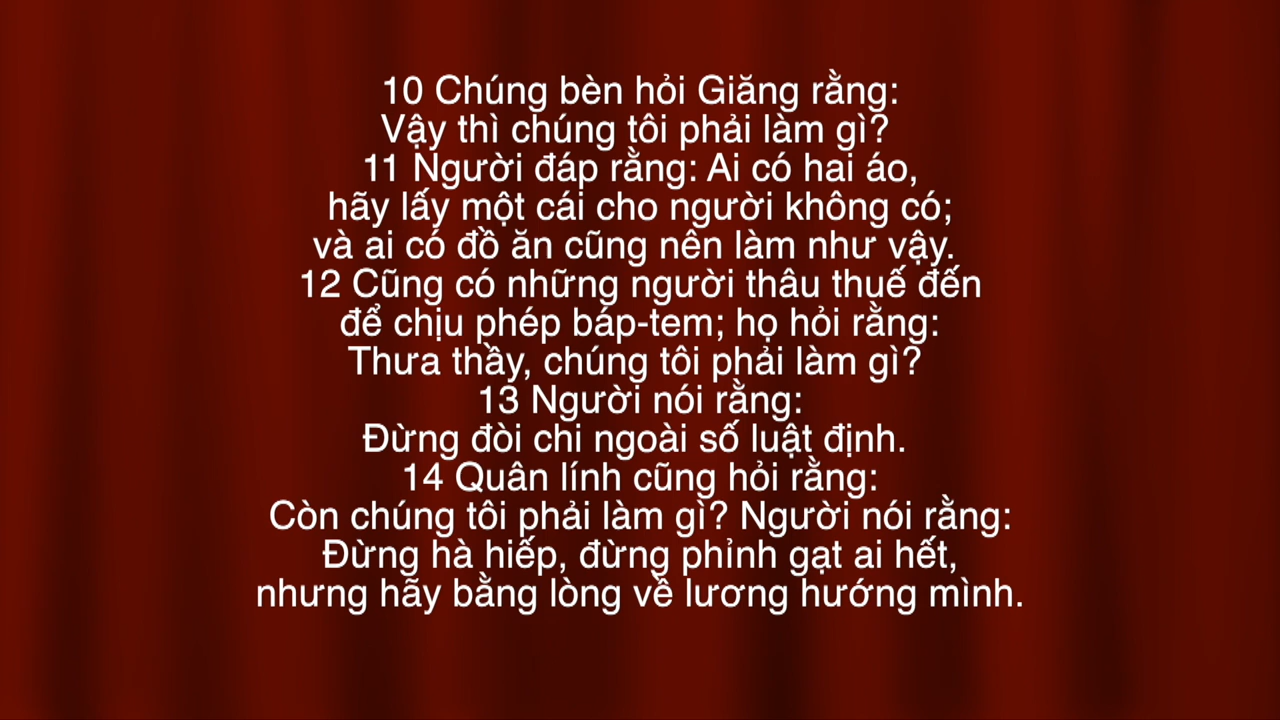 10 Chúng bèn hỏi Giăng rằng:
Vậy thì chúng tôi phải làm gì?
11 Người đáp rằng: Ai có hai áo,
hãy lấy một cái cho người không có;
và ai có đồ ăn cũng nên làm như vậy.
12 Cũng có những người thâu thuế đến
để chịu phép báp-tem; họ hỏi rằng:
Thưa thầy, chúng tôi phải làm gì?
13 Người nói rằng:
Đừng đòi chi ngoài số luật định.
14 Quân lính cũng hỏi rằng:
Còn chúng tôi phải làm gì? Người nói rằng:
Đừng hà hiếp, đừng phỉnh gạt ai hết,
nhưng hãy bằng lòng về lương hướng mình.